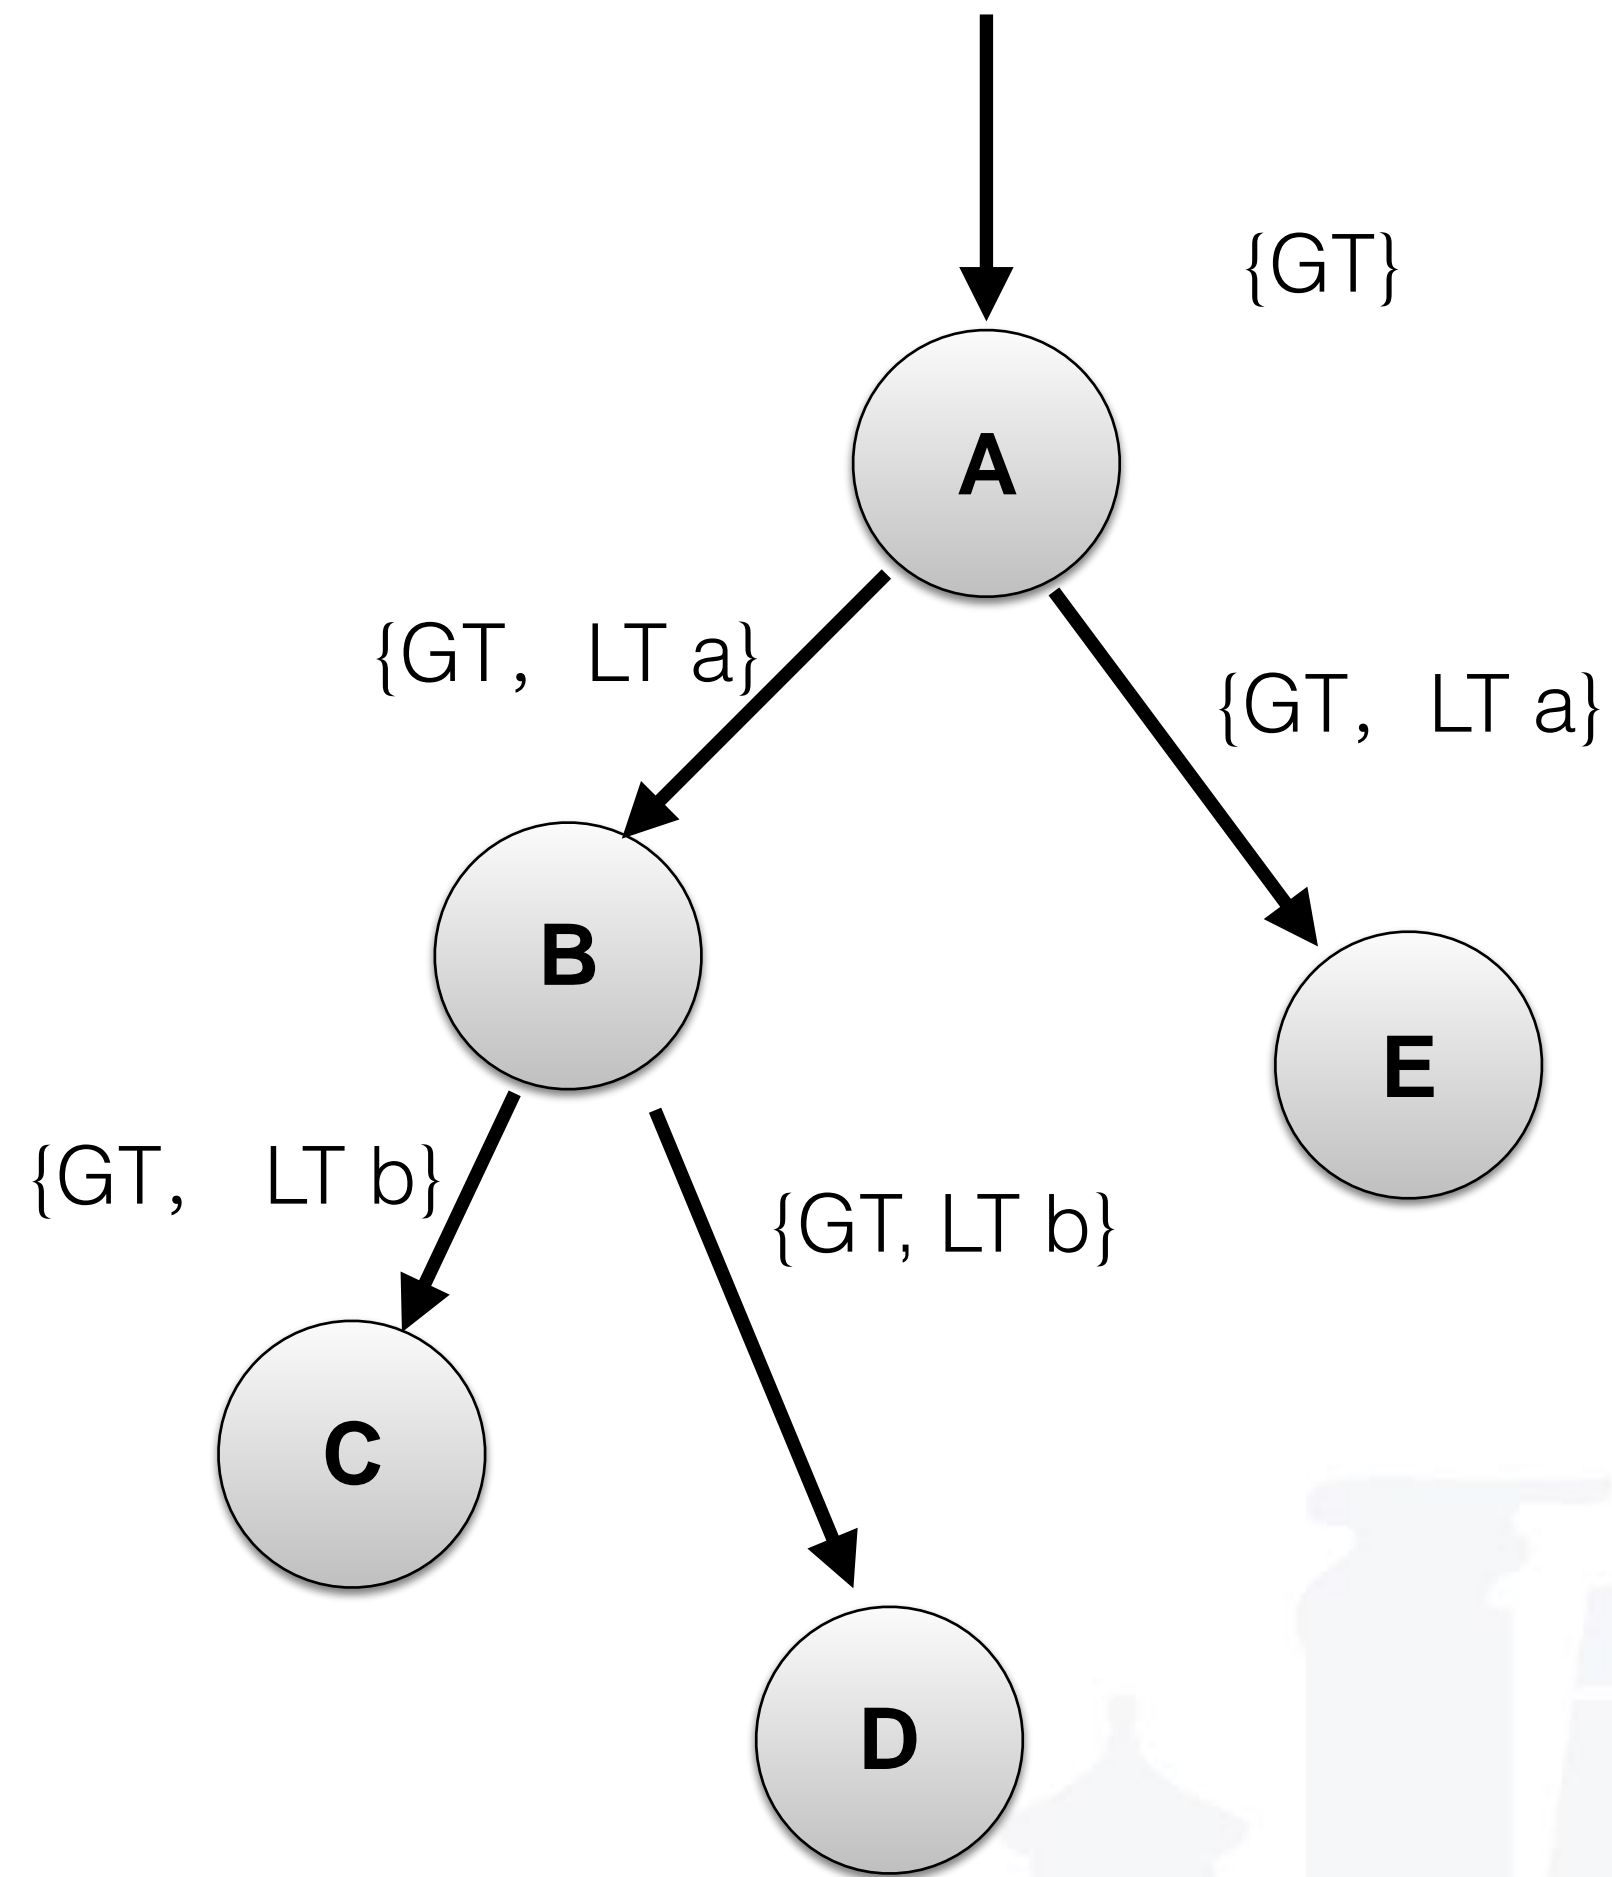 {GT}
A
{GT, LT a}
{GT, LT a}
B
E
{GT, LT b}
{GT, LT b}
C
D